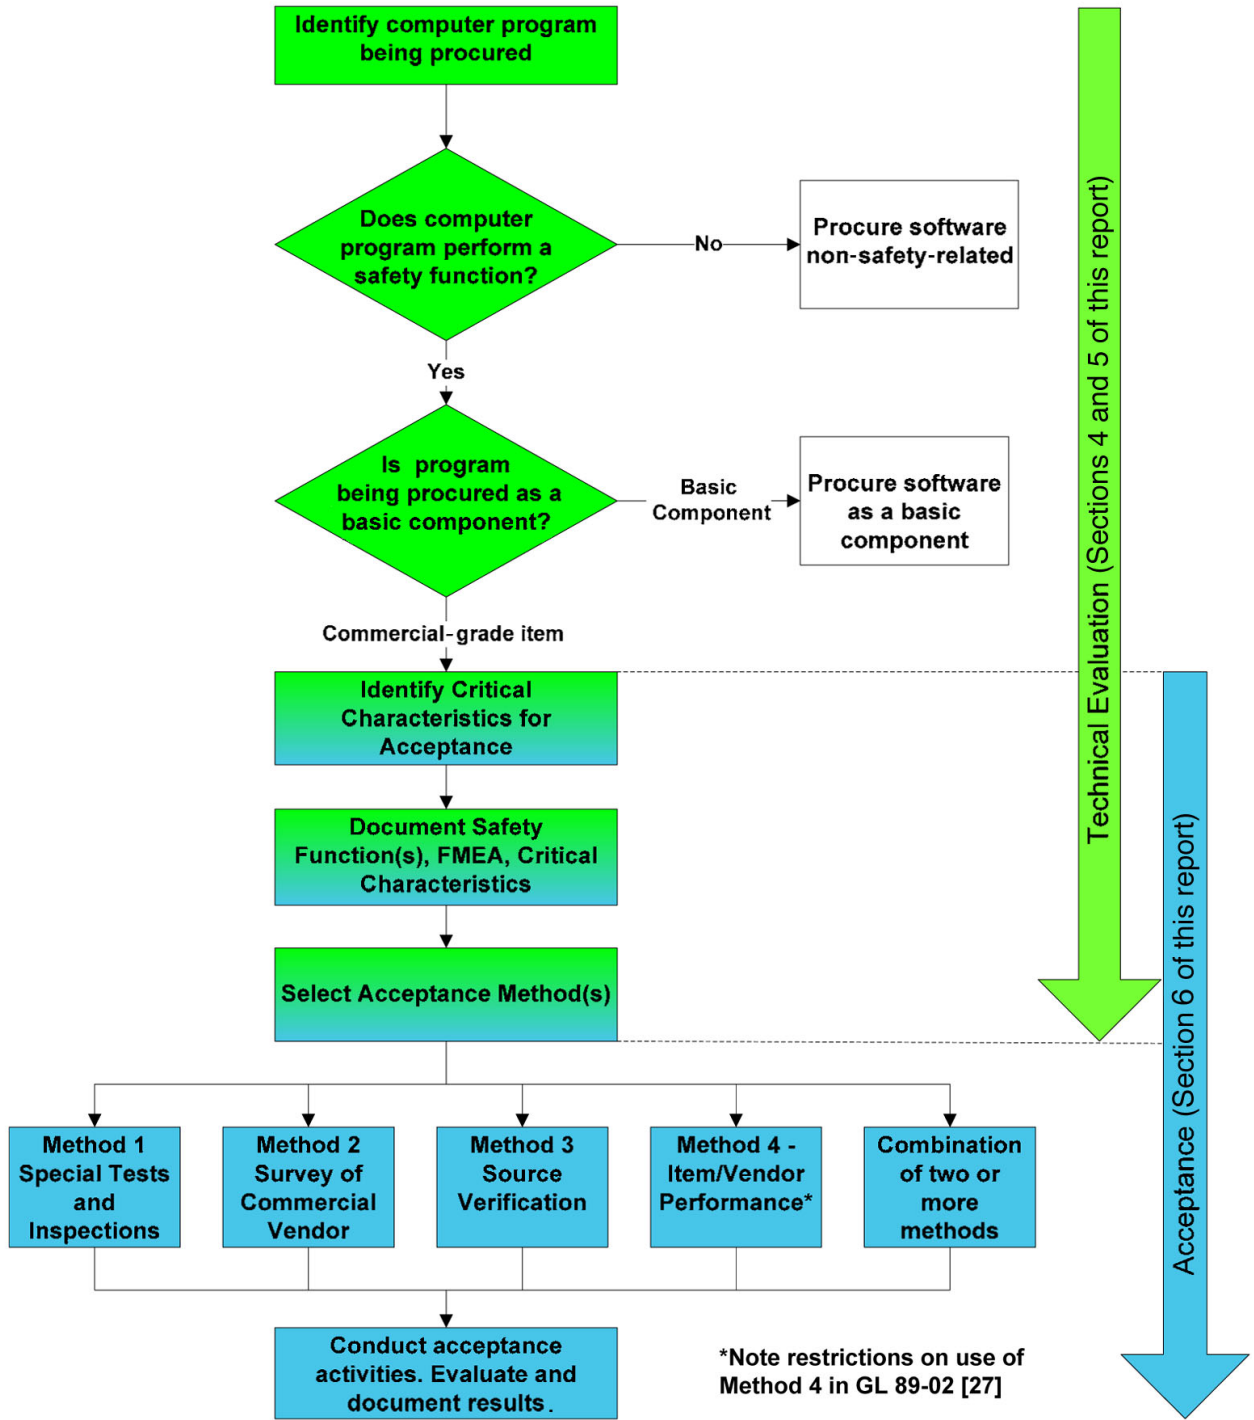 Identify computer program
being procured
Does computer
program perform a
safety function?
No
Procure software
non-safety-related
Yes
Is program
being procured as a
basic component?
Basic
Component
Procure software
as a basic
component
Commercial-grade item
Identify Critical
Characteristics for
Acceptance
Document Safety
Function(s), FMEA, Critical
Characteristics
Select Acceptance Method(s)
Method 1
Special Tests
and
Inspections
Method 2
Survey of
Commercial
Vendor
Method 3
Source
Verification
Method 4 -
Item/Vendor
Performance*
Combination
of two or
more
methods
Conduct acceptance
activities. Evaluate and
document results.
*Note restrictions on use of
Method 4 in GL 89-02 [27]
Technical Evaluation (Sections 4 and 5 of this report)
Acceptance (Section 6 of this report)